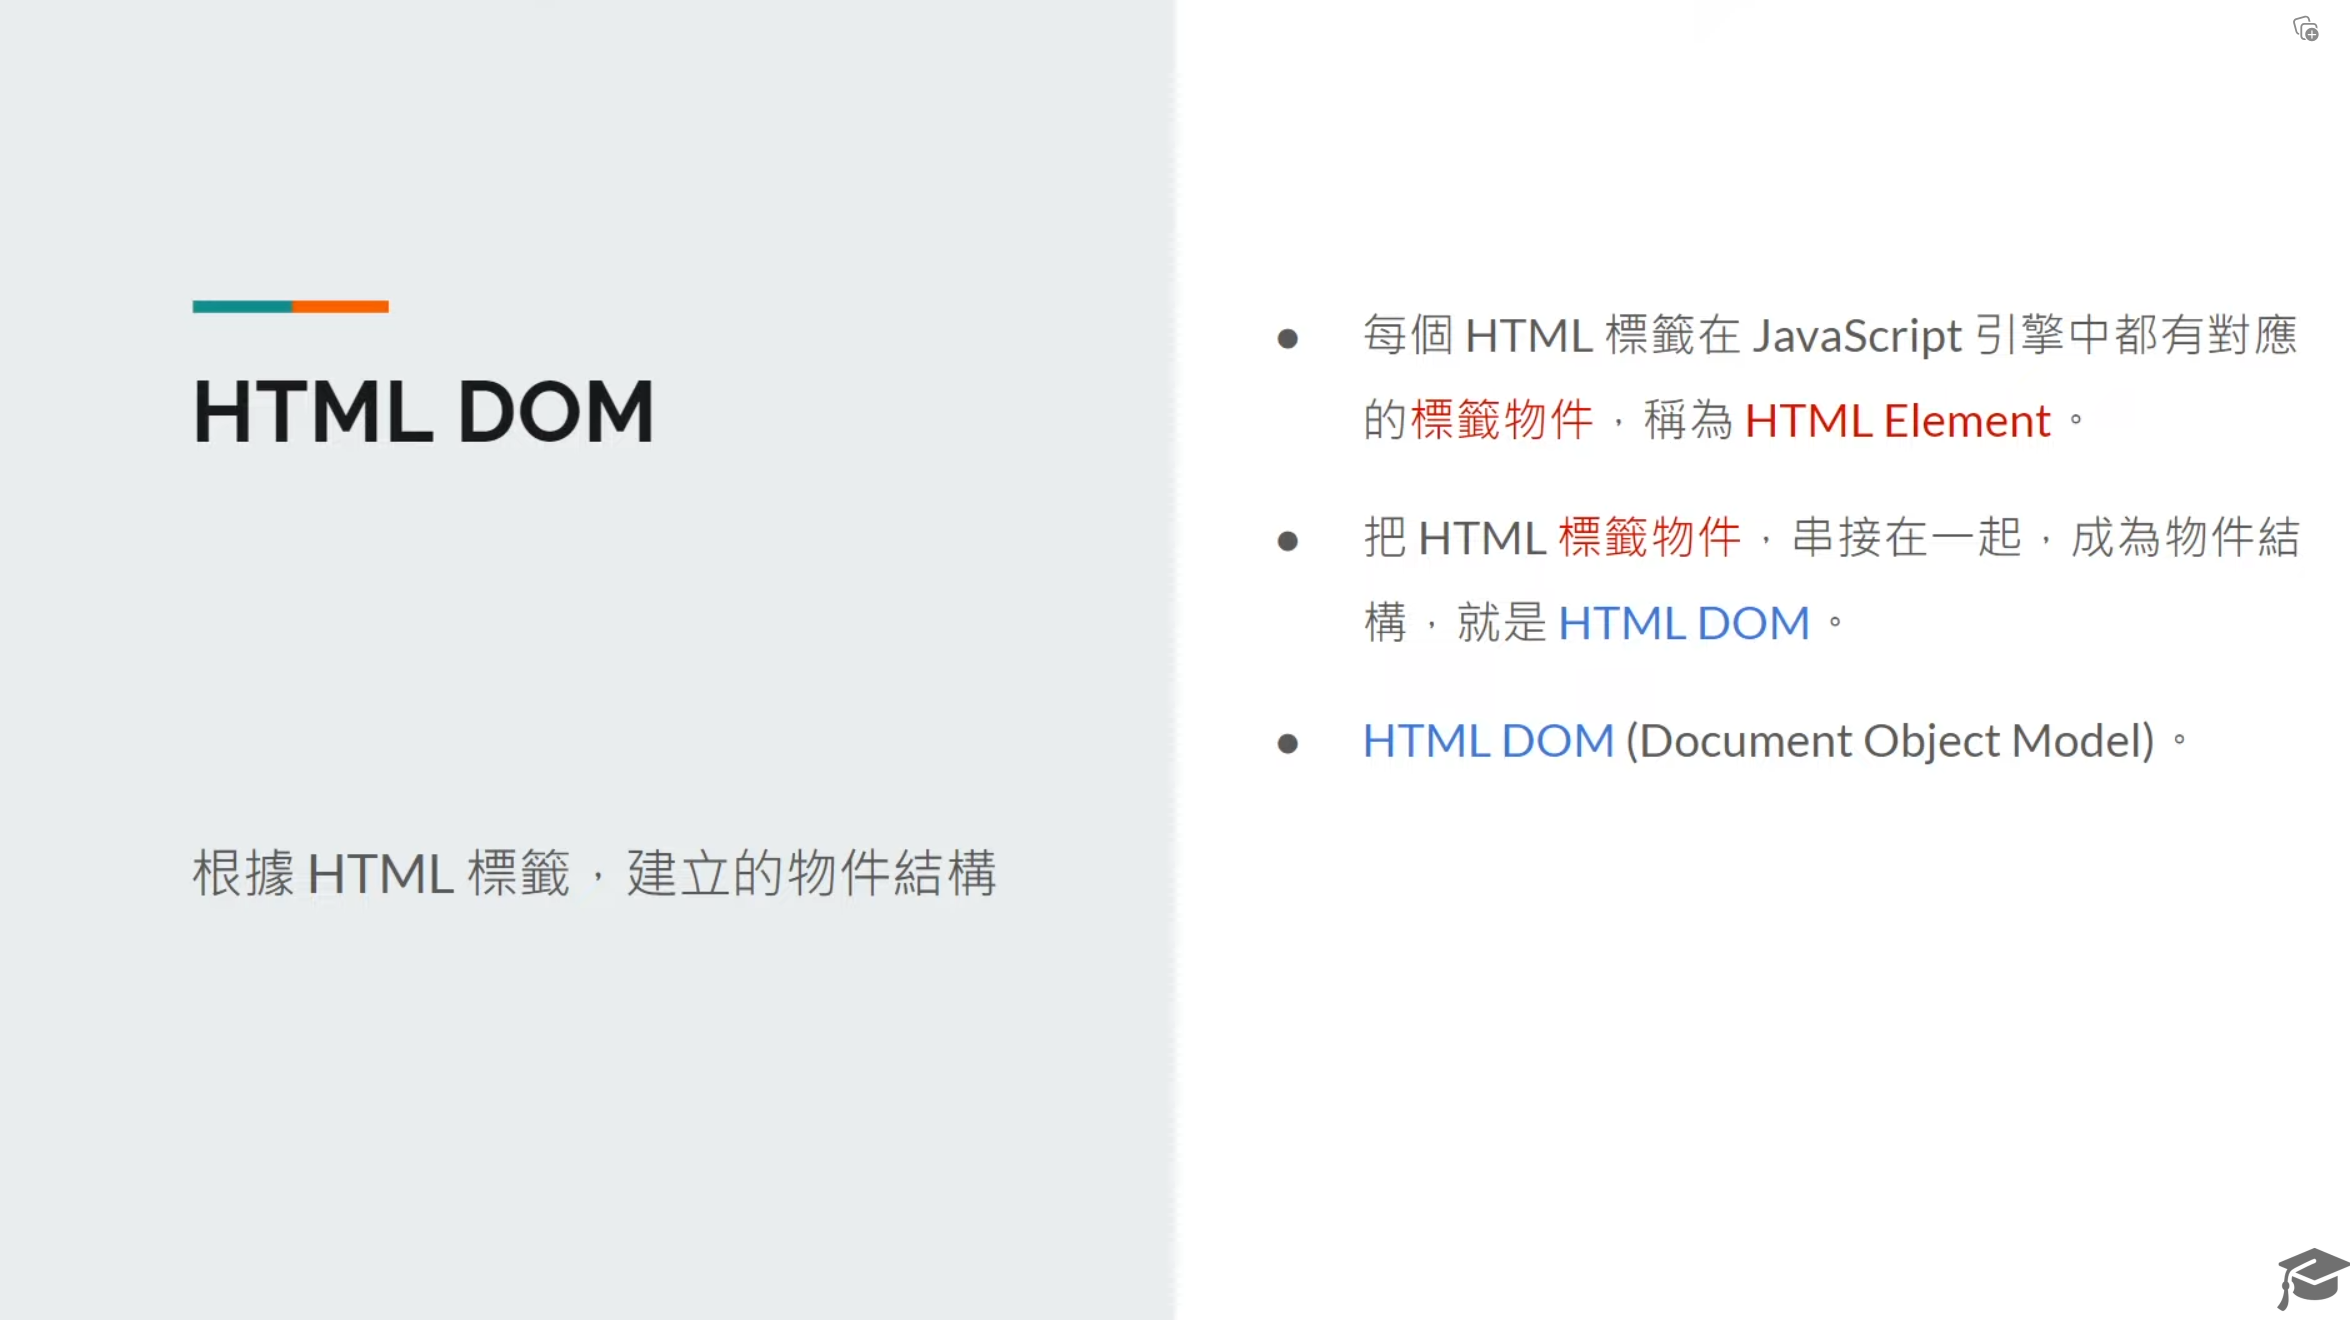 HTML DOM
根據 HTML 標籤，建立的物件結構
● 每個 HTML 標籤在 JavaScript 引擎中都有對應
的標籤物件，稱為 HTML Element。
● 把 HTML 標籤物件，串接在一起，成為物件結
構，就是 HTML DOM。
● HTML DOM (Document Object Model)。